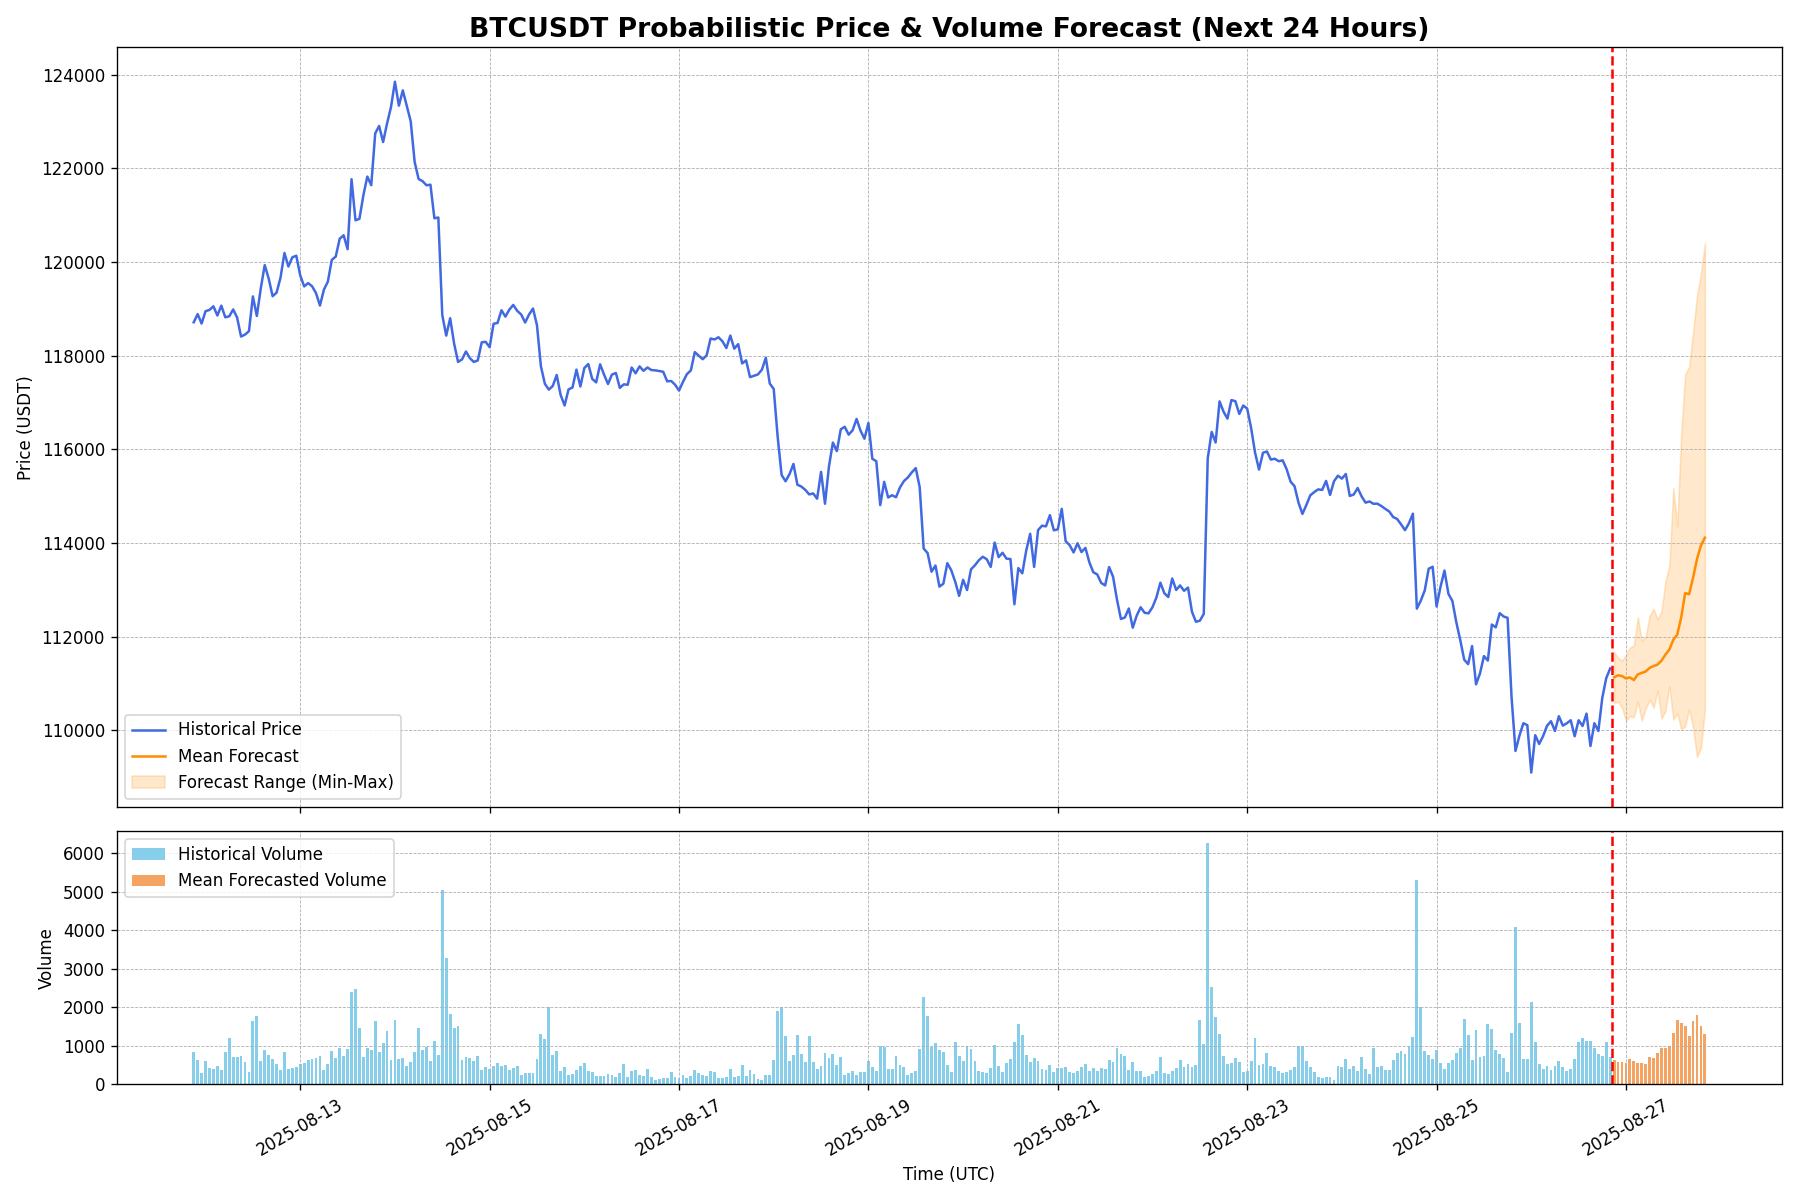 BTCUSDT Probabilistic Price & Volume Forecast (Next 24 Hours)
124000
122000
120000
118000
116000
114000
112000
110000
Price (USDT)
Historical Price
Mean Forecast
Forecast Range (Min-Max)
6000
5000
4000
3000
2000
1000
0
Volume
Historical Volume
Mean Forecasted Volume
2025-08-13
2025-08-15
2025-08-17
2025-08-19
2025-08-21
2025-08-23
2025-08-25
2025-08-27
Time (UTC)